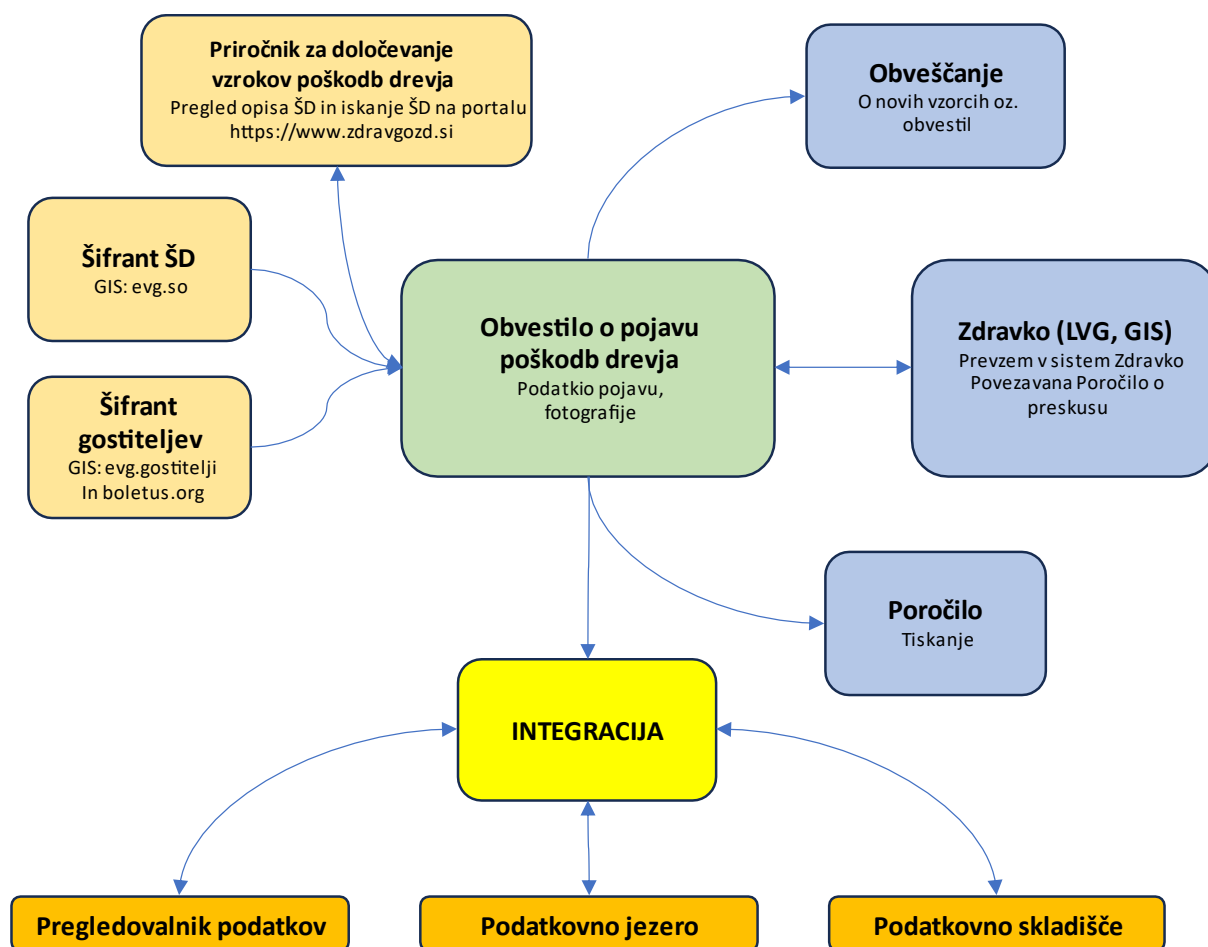 Priročnik za določevanje
vzrokov poškodb drevja
Pregled opisa ŠD in iskanje ŠD na portalu
https://www.zdravgozd.si
Obveščanje
O novih vzorcih oz.
obvestil
Šifrant ŠD
GIS: evg.so
Obvestilo o pojavu
poškodb drevja
Podatkio pojavu,
fotografije
Zdravko (LVG, GIS)
Prevzem v sistem Zdravko
Povezavana Poročilo o
preskusu
Šifrant
gostiteljev
GIS: evg.gostitelji
In boletus.org
Poročilo
Tiskanje
INTEGRACIJA
Pregledovalnik podatkov
Podatkovno jezero
Podatkovno skladišče